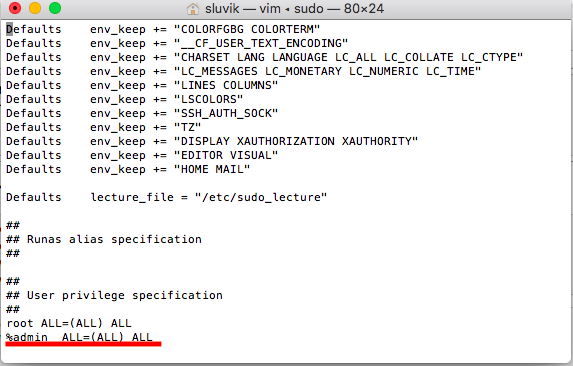 sluvik — vim ◂ sudo — 80×24
Defaults    env_keep += "COLORFGBG COLORTERM"
Defaults    env_keep += "__CF_USER_TEXT_ENCODING"
Defaults    env_keep += "CHARSET LANG LANGUAGE LC_ALL LC_COLLATE LC_CTYPE"
Defaults    env_keep += "LC_MESSAGES LC_MONETARY LC_NUMERIC LC_TIME"
Defaults    env_keep += "LINES COLUMNS"
Defaults    env_keep += "LSCOLORS"
Defaults    env_keep += "SSH_AUTH_SOCK"
Defaults    env_keep += "TZ"
Defaults    env_keep += "DISPLAY XAUTHORIZATION XAUTHORITY"
Defaults    env_keep += "EDITOR VISUAL"
Defaults    env_keep += "HOME MAIL"
Defaults    lecture_file = "/etc/sudo_lecture"
##
## Runas alias specification
##
##
## User privilege specification
##
root ALL=(ALL) ALL
%admin  ALL=(ALL) ALL